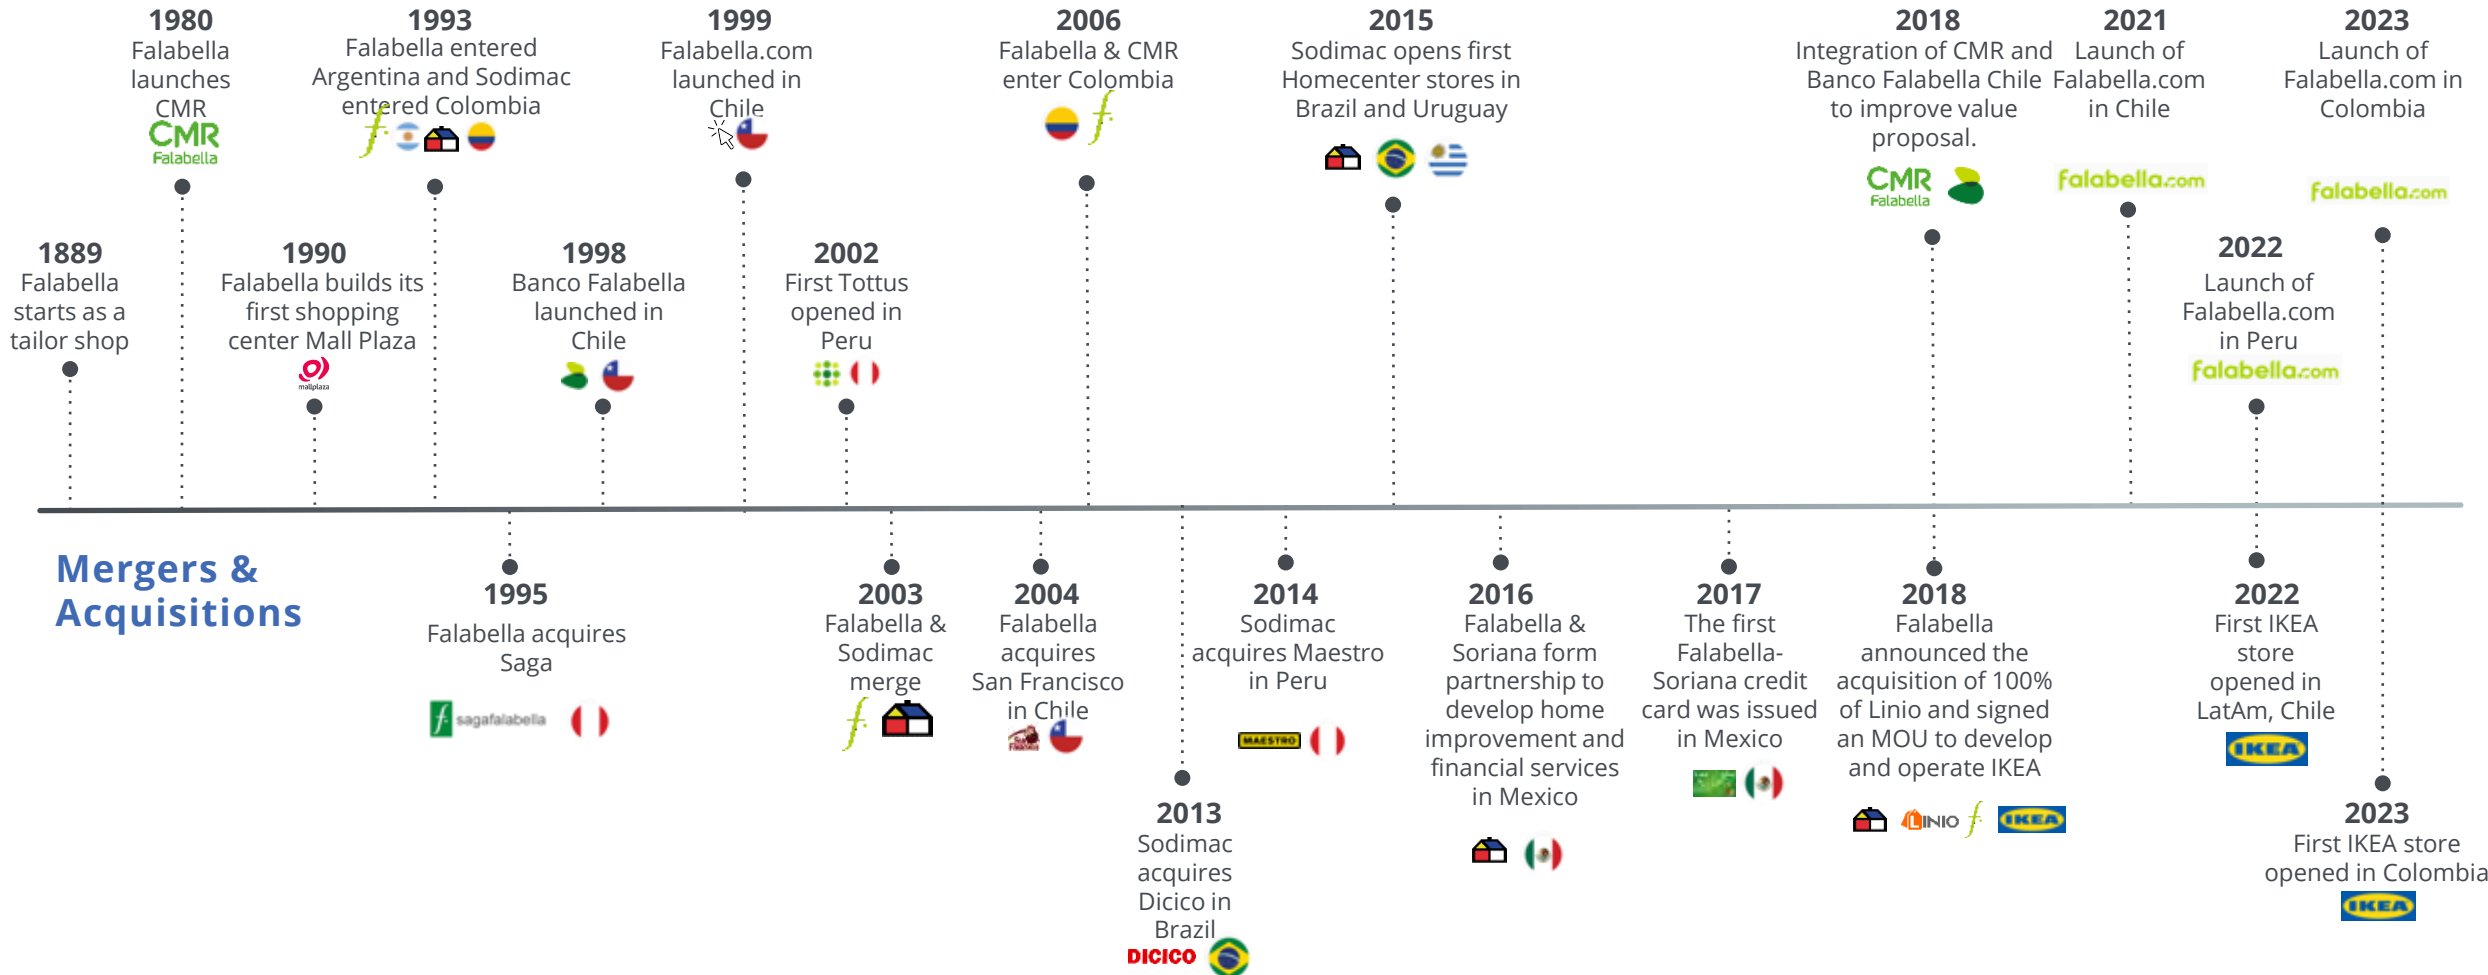 1980
Falabella
launches
CMR
CMR
Falabella
1993
Falabella entered
Argentina and Sodimac
entered Colombia
1999
Falabella.com
launched in
Chile
2006
Falabella & CMR
enter Colombia
2015
Sodimac opens first
Homecenter stores in
Brazil and Uruguay
2018
Integration of CMR and
Banco Falabella Chile
to improve value
proposal.
CMR
Falabella
2021
Launch of
Falabella.com
in Chile
falabella.com
2023
Launch of
Falabella.com in
Colombia
falabella.com
1889
Falabella
starts as a
tailor shop
1990
Falabella builds its
first shopping
center Mall Plaza
mallplaza
1998
Banco Falabella
launched in
Chile
2002
First Tottus
opened in
Peru
2022
Launch of
Falabella.com
in Peru
falabella.com
Mergers &
Acquisitions
1995
Falabella acquires
Saga
f. sagafalabella
2003
Falabella &
Sodimac
merge
2004
Falabella
acquires
San Francisco
in Chile
San
Francisco
2013
Sodimac
acquires
Dicico in
Brazil
DICICO
2014
Sodimac
acquires Maestro
in Peru
MAESTRO
2016
Falabella &
Soriana form
partnership to
develop home
improvement and
financial services
in Mexico
2017
The first
Falabella-
Soriana credit
card was issued
in Mexico
2018
Falabella
announced the
acquisition of 100%
of Linio and signed
an MOU to develop
and operate IKEA
LINIO
IKEA
2022
First IKEA
store
opened in
LatAm, Chile
IKEA
2023
First IKEA store
opened in Colombia
IKEA